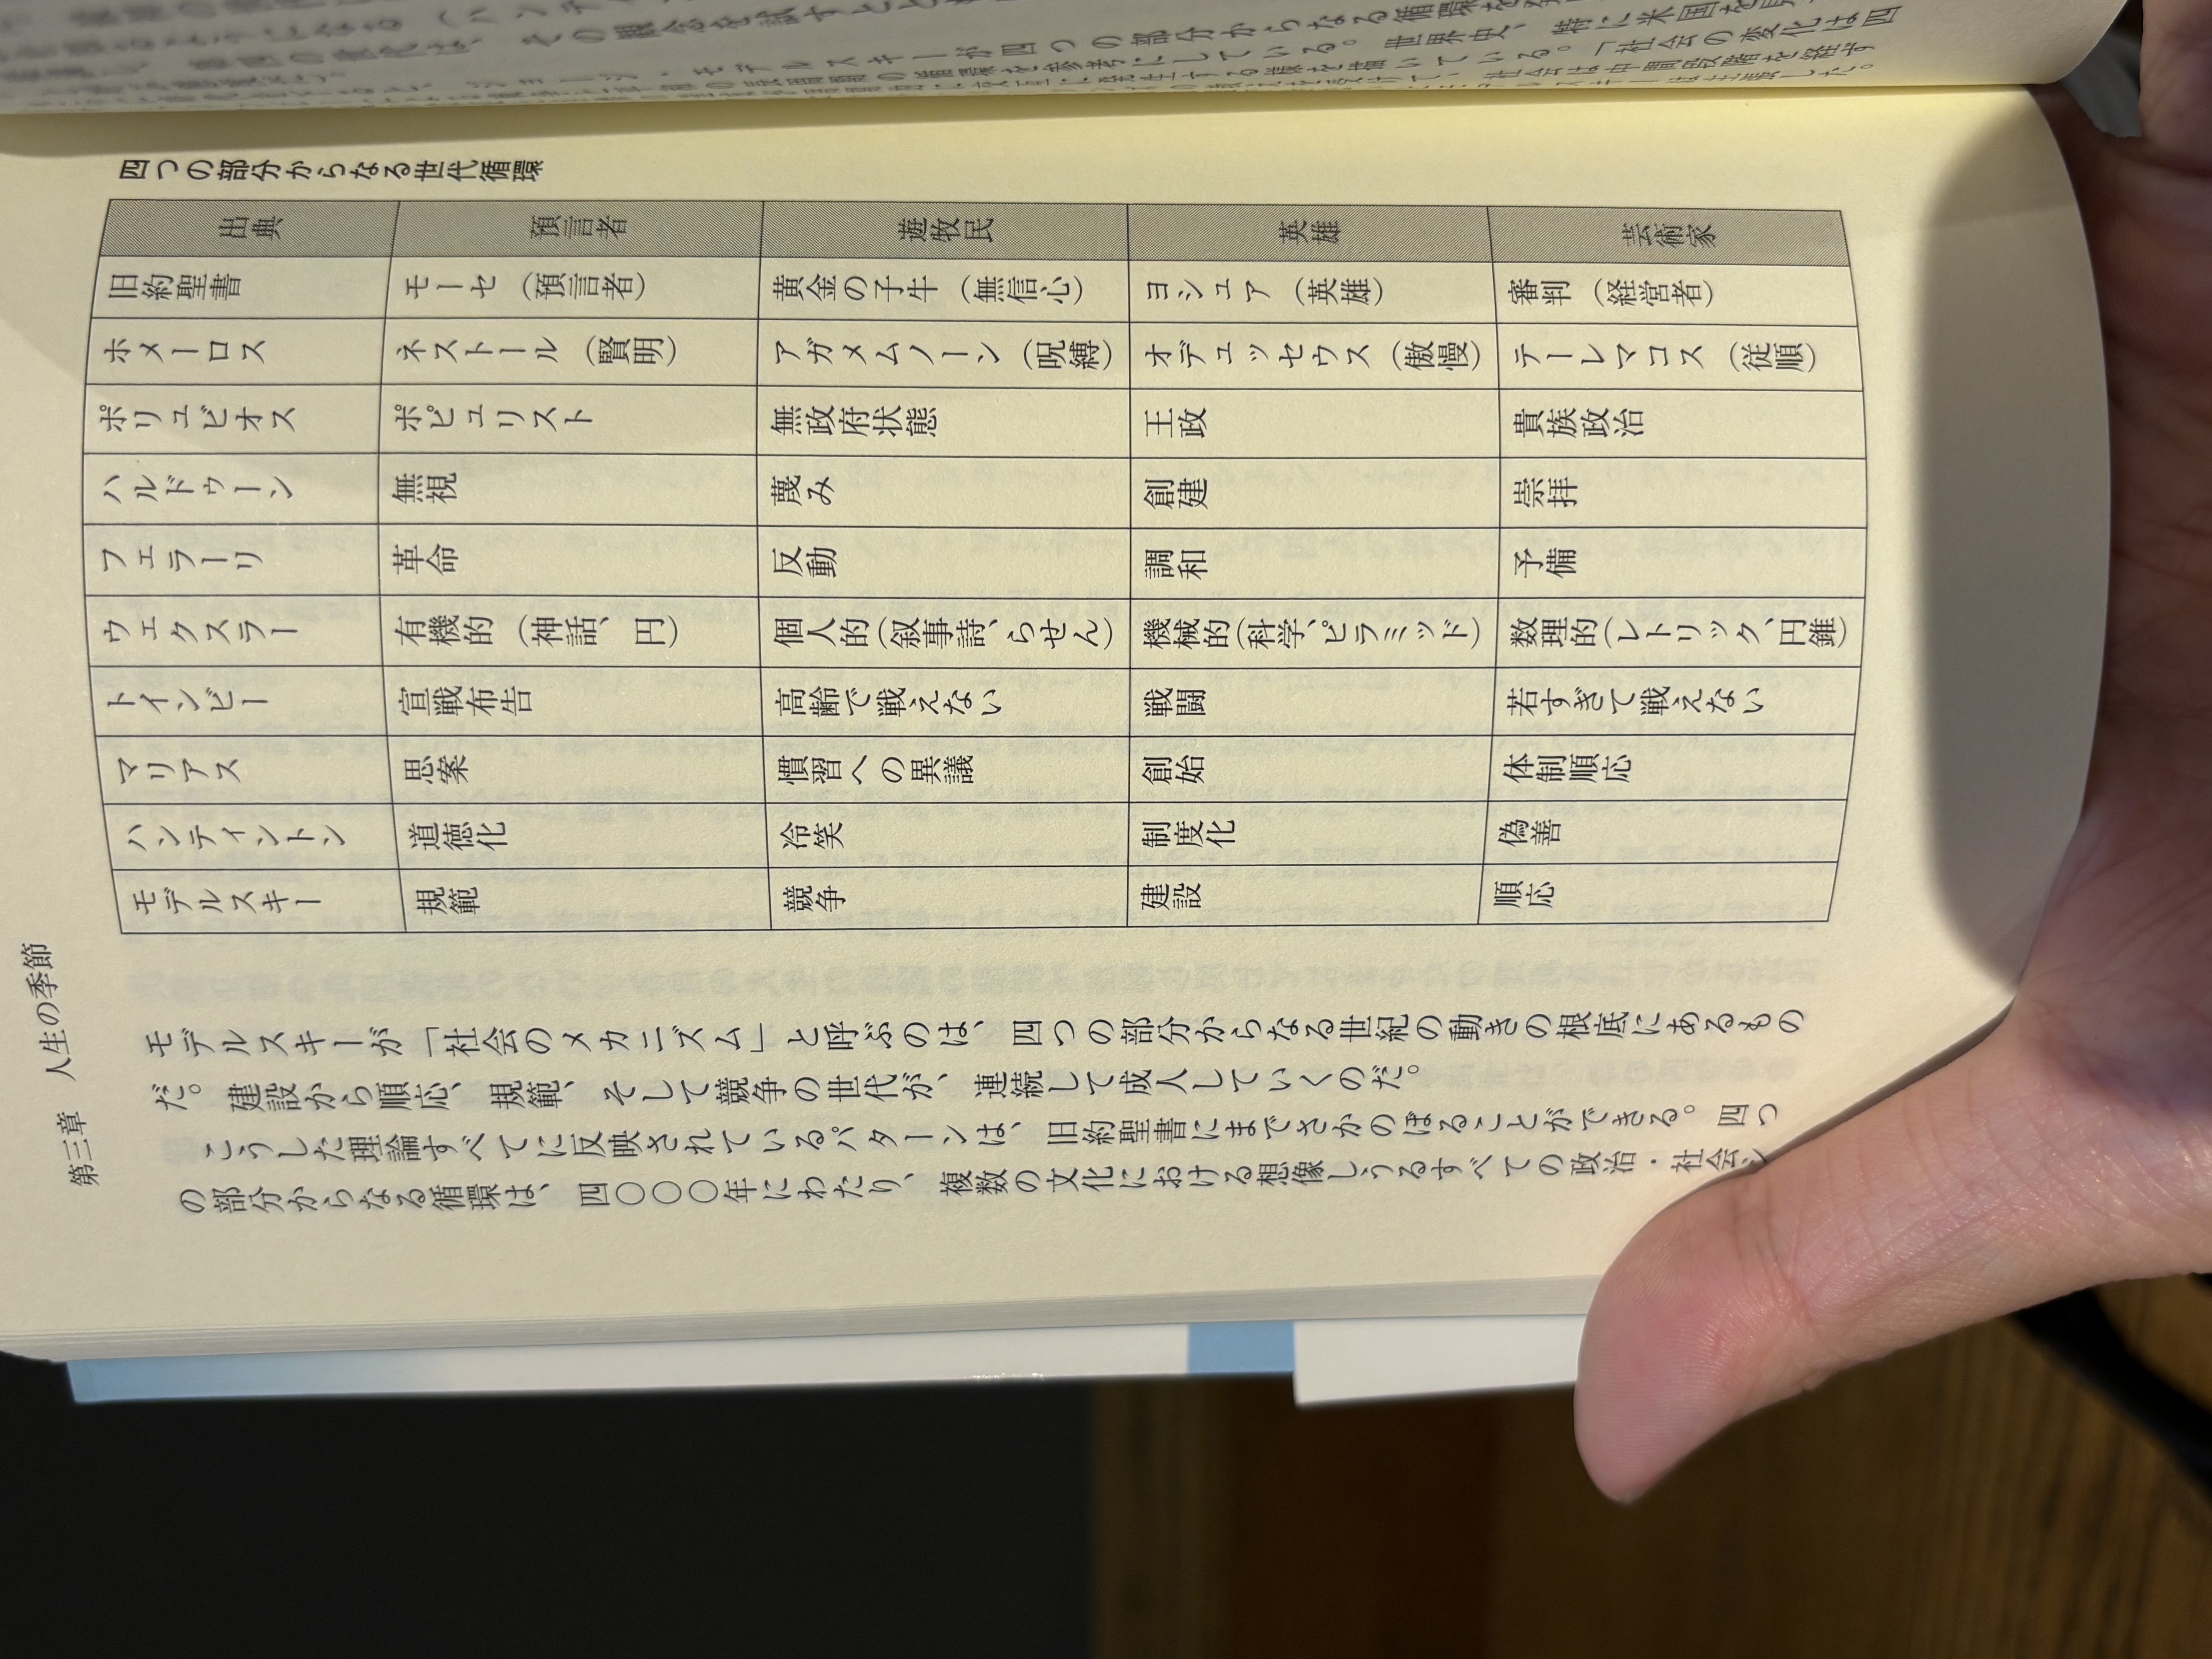 第三章 人生の季節
四つの部分からなる世代循環
出典 預言者 遊牧民 英雄 芸術家
旧約聖書 モーセ（預言者） 黄金の子牛（無信心） ヨシュア（英雄） 審判（経営者）
ホメーロス ネストール（賢明） アガメムノーン（呪縛） オデュッセウス（傲慢） テーレマコス（従順）
ポリュビオス ポピュリスト 無政府状態 王政 貴族政治
ハルドゥーン 無視 蔑み 創建 崇拝
フェラーリ 革命 反動 調和 予備
ウェクスラー 有機的（神話、円） 個人的（叙事詩、らせん） 機械的（科学、ピラミッド） 数理的（レトリック、円錐）
トインビー 宣戦布告 高齢で戦えない 戦闘 若すぎて戦えない
マリアス 思案 慣習への異議 創始 体制順応
ハンティントン 道徳化 冷笑 制度化 偽善
モデルスキー 規範 競争 建設 順応
モデルスキーが「社会のメカニズム」と呼ぶのは、四つの部分からなる世紀の動きの根底にあるもの
だ。建設から順応、規範、そして競争の世代が、連続して成人していくのだ。
こうした理論すべてに反映されているパターンは、旧約聖書にまでさかのぼることができる。四つ
の部分からなる循環は、四〇〇〇年にわたり、複数の文化における想像しうるすべての政治・社会シ